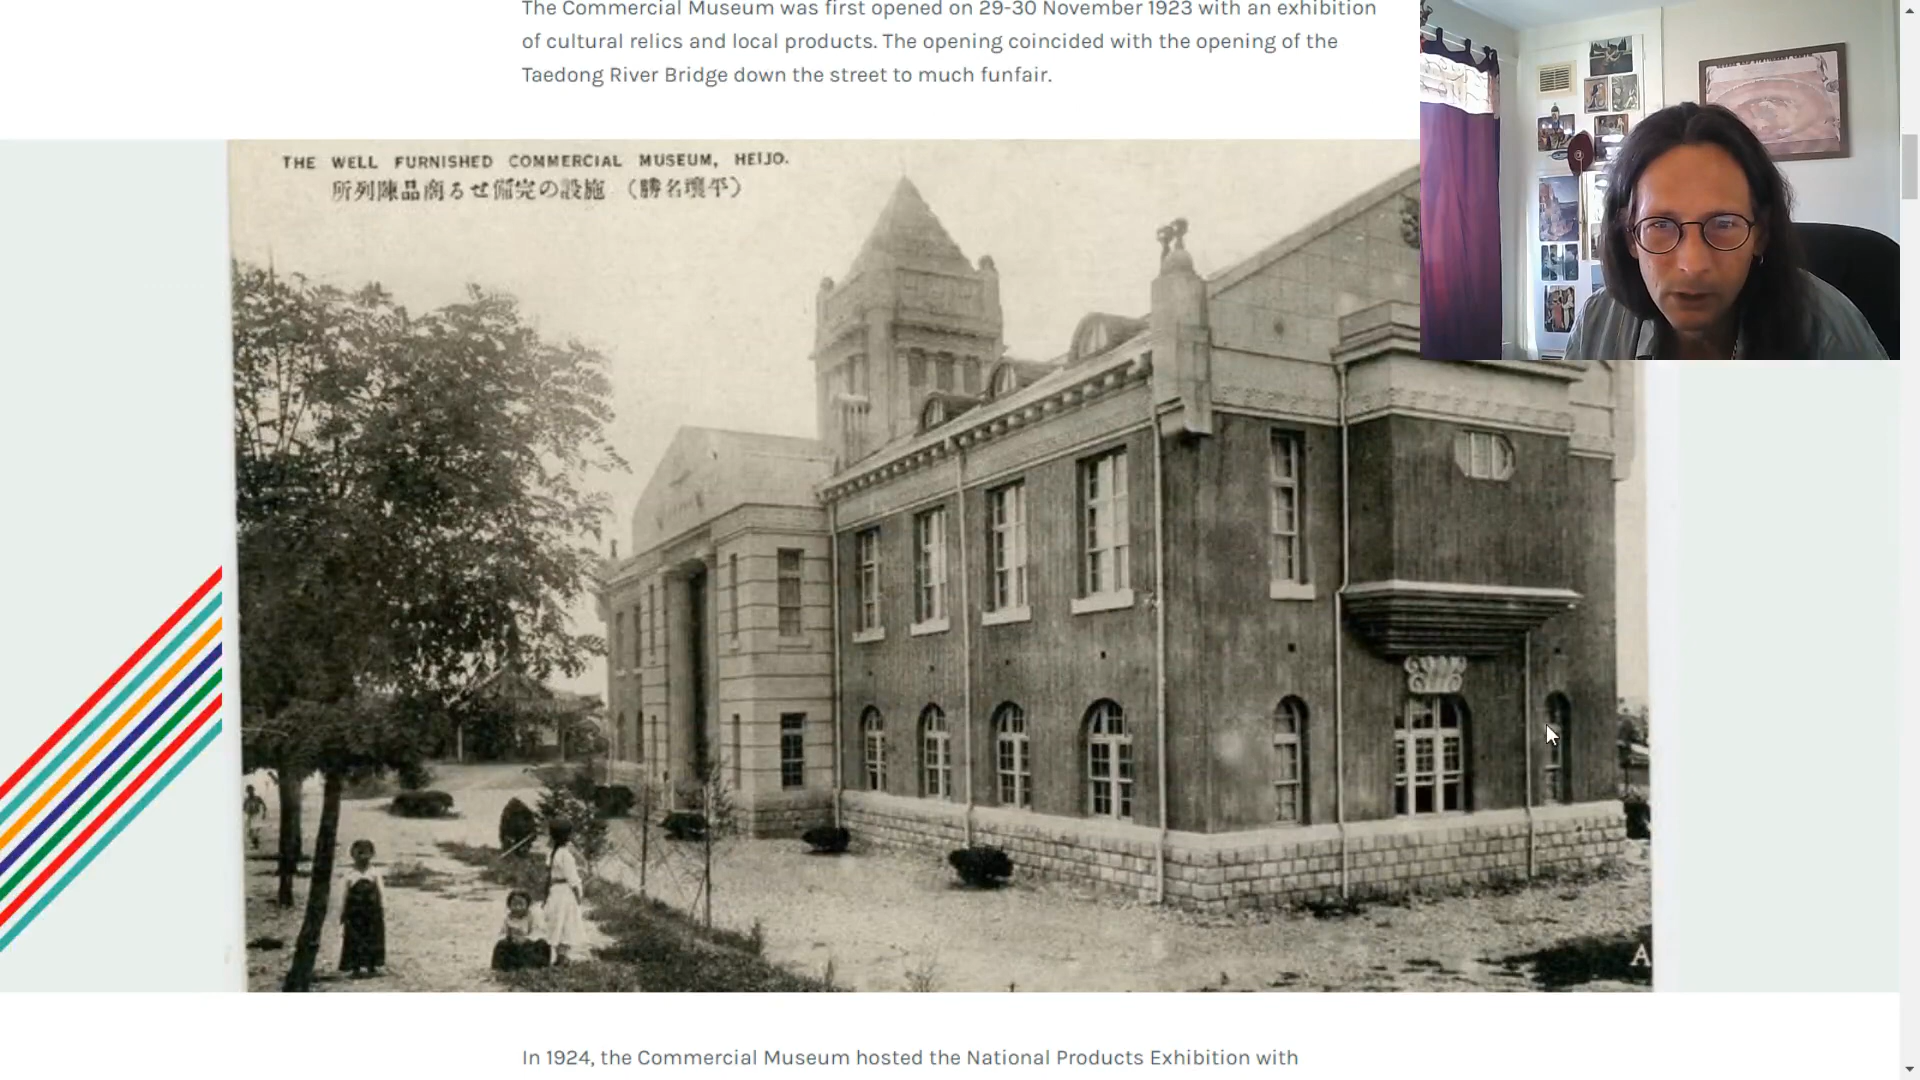 The Commercial Museum was first opened on 29-30 November 1923 with an exhibition
of cultural relics and local products. The opening coincided with the opening of the
Taedong River Bridge down the street to much funfair.
THE WELL FURNISHED COMMERCIAL MUSEUM, HEIJO.
所列陳品商るせ備完の設施 （勝名壤平）
A
In 1924, the Commercial Museum hosted the National Products Exhibition with